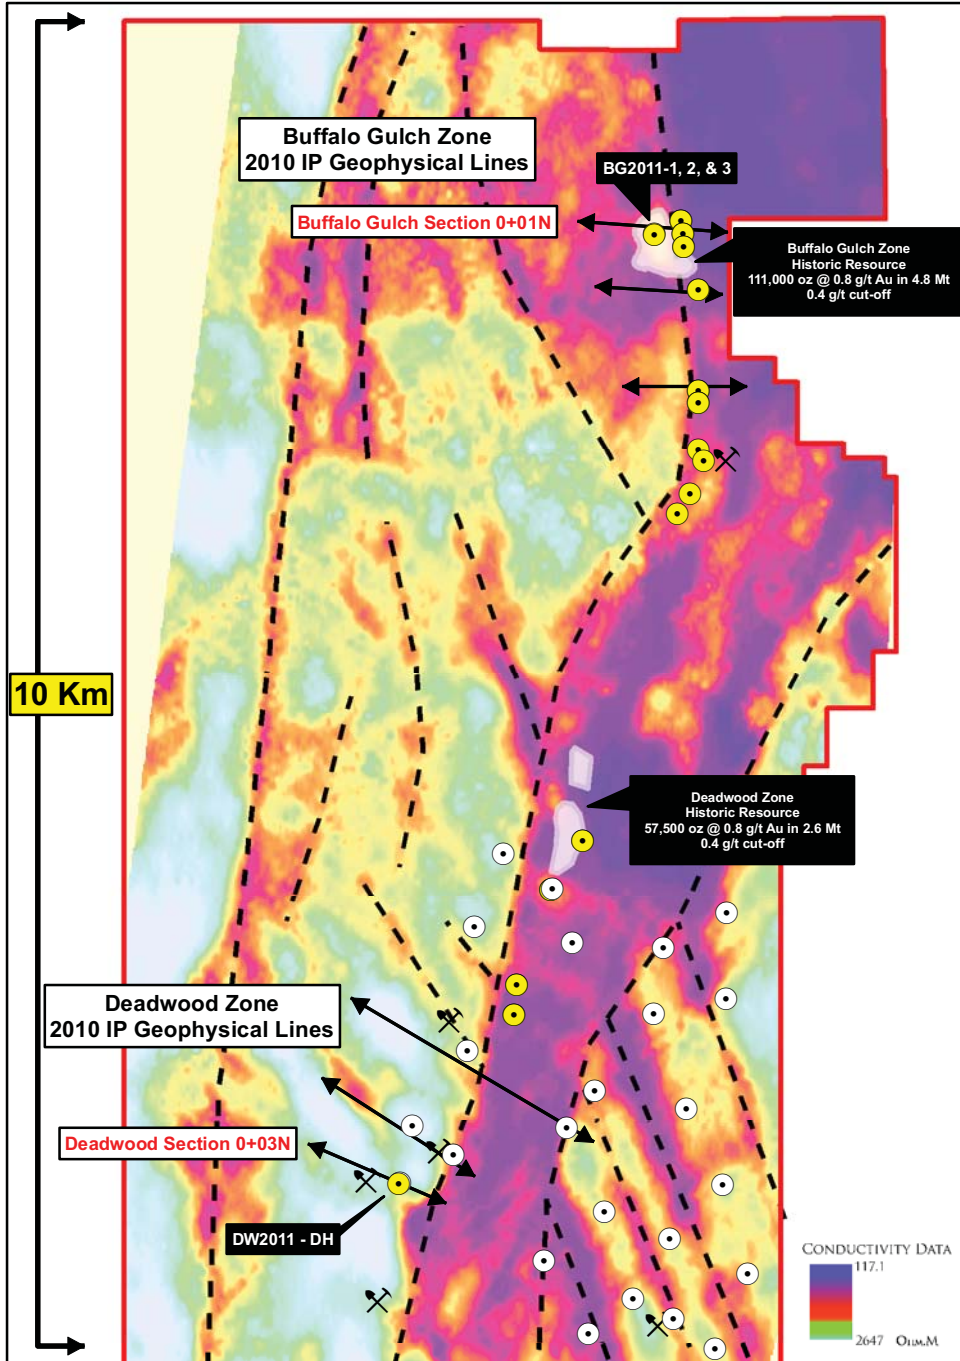 Buffalo Gulch Zone
2010 IP Geophysical Lines
BG2011-1, 2, & 3
Buffalo Gulch Section 0+01N
Buffalo Gulch Zone
Historic Resource
111,000 oz @ 0.8 g/t Au in 4.8 Mt
0.4 g/t cut-off
10 Km
Deadwood Zone
Historic Resource
57,500 oz @ 0.8 g/t Au in 2.6 Mt
0.4 g/t cut-off
Deadwood Zone
2010 IP Geophysical Lines
Deadwood Section 0+03N
DW2011 - DH
CONDUCTIVITY DATA
117.1
2647 OHM.M